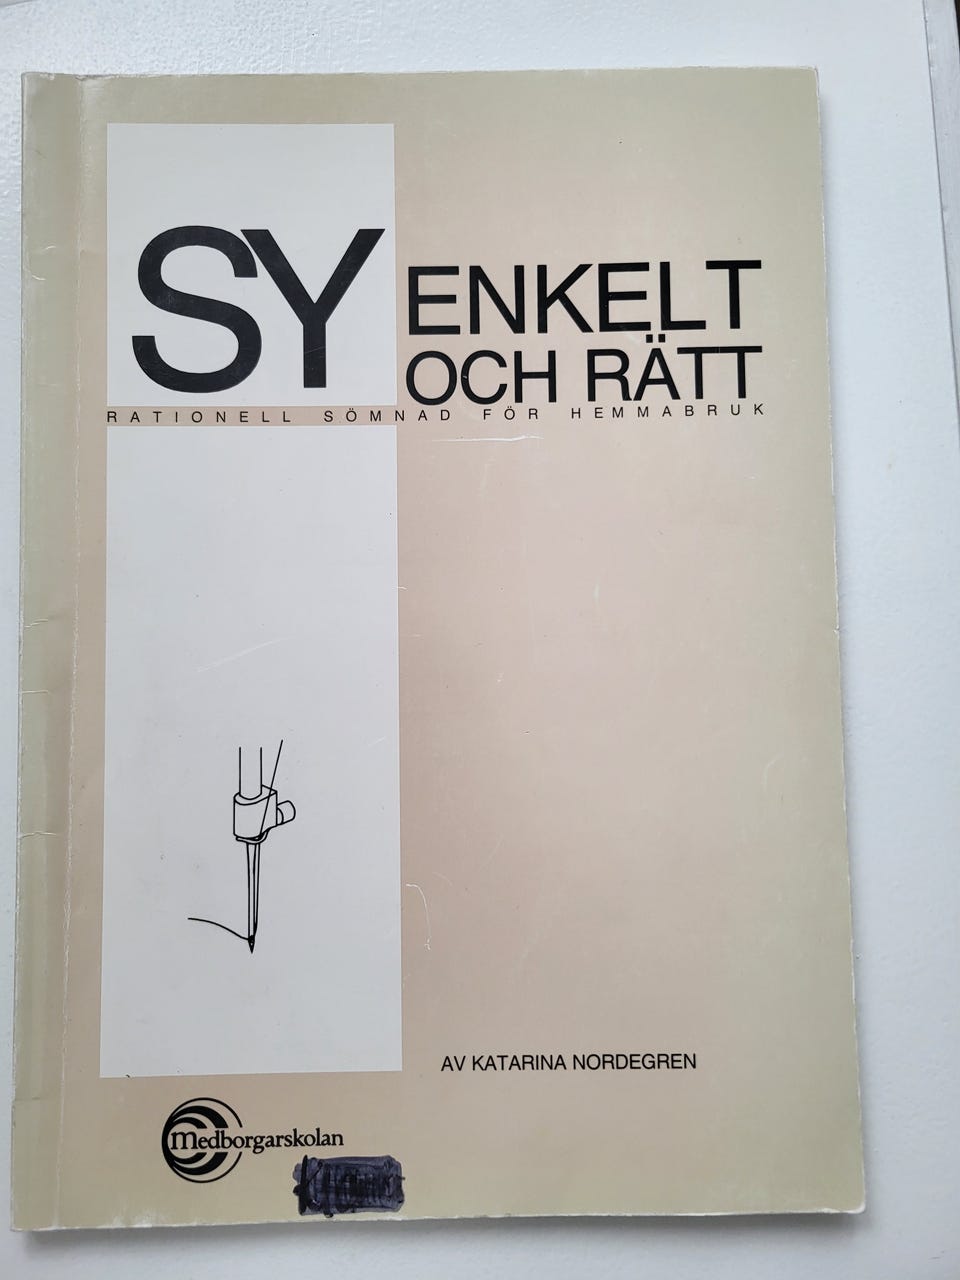 SY ENKELT
OCH RÄTT
RATIONELL SÖMNAD FÖR HEMMABRUK
AV KATARINA NORDEGREN
Medborgarskolan